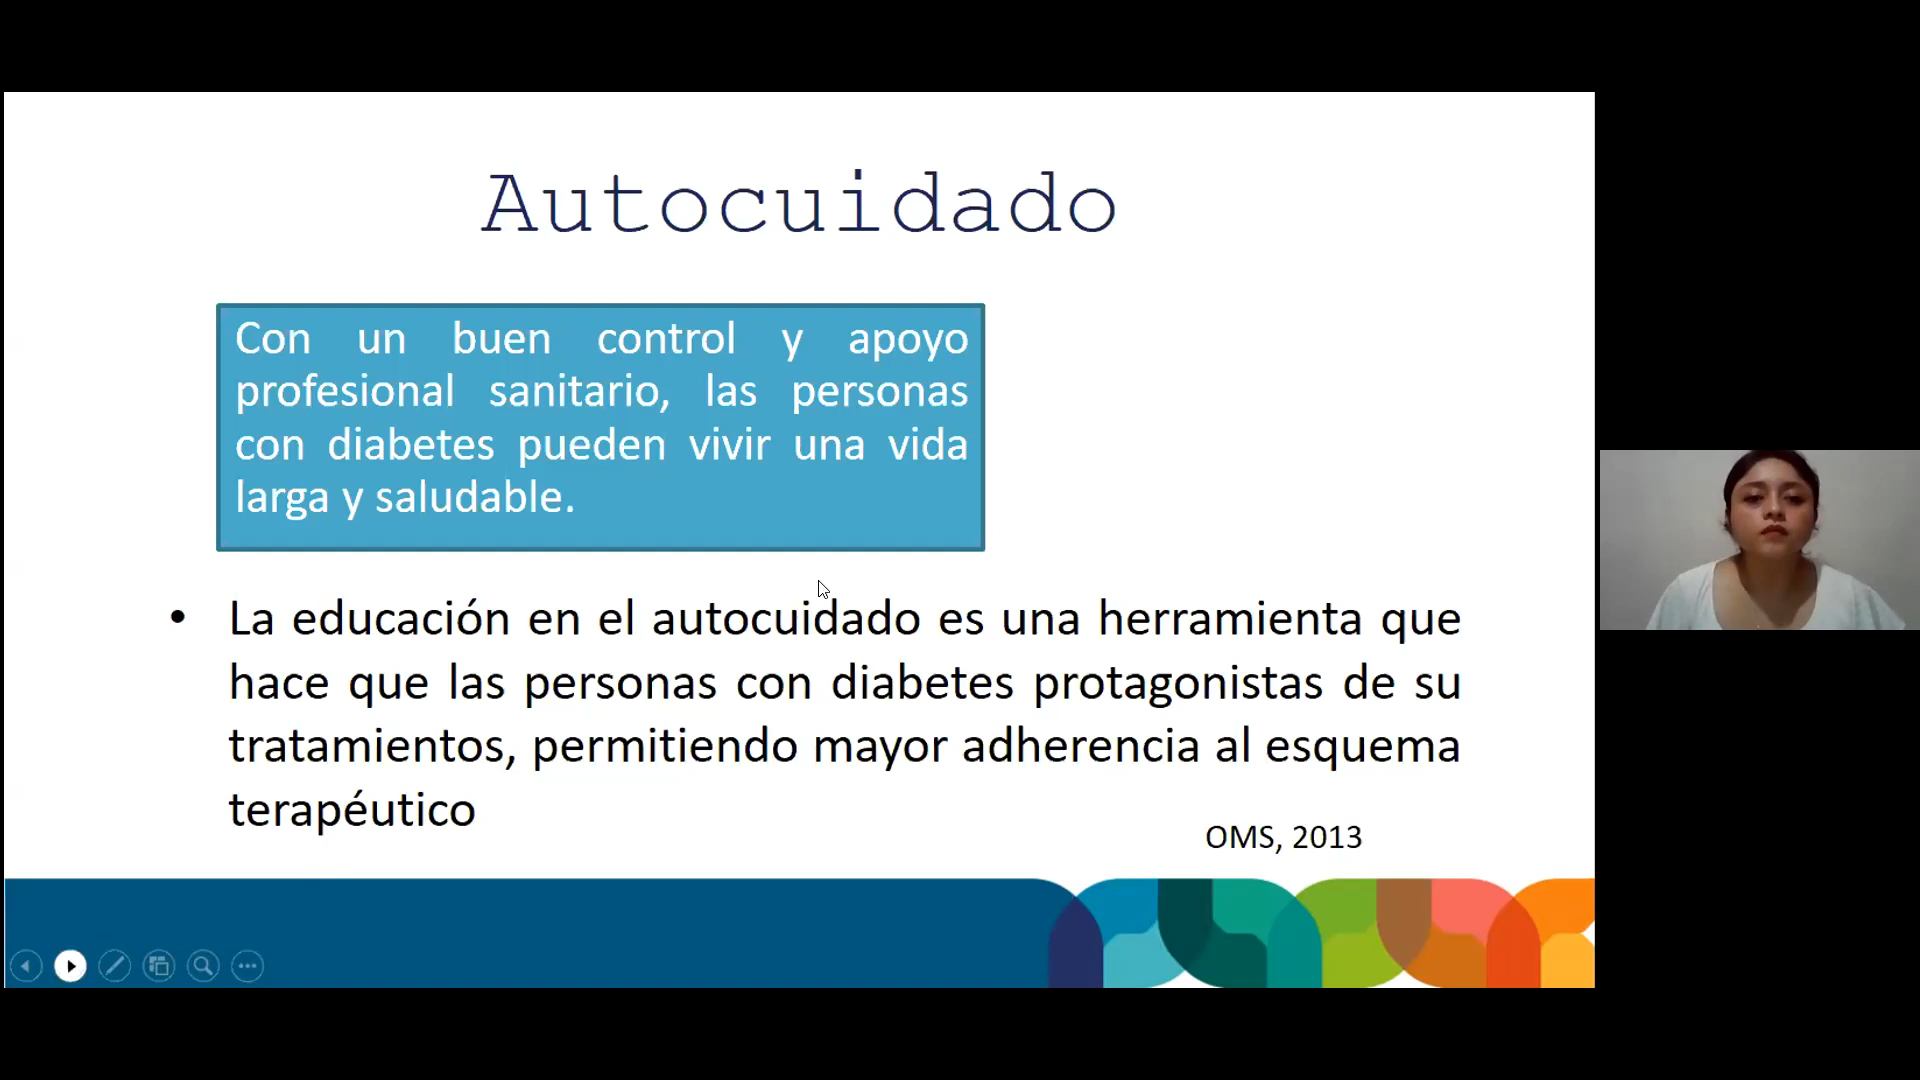 Autocuidado
Con un buen control y apoyo
profesional sanitario, las personas
con diabetes pueden vivir una vida
larga y saludable.
• La educación en el autocuidado es una herramienta que
hace que las personas con diabetes protagonistas de su
tratamientos, permitiendo mayor adherencia al esquema
terapéutico
OMS, 2013